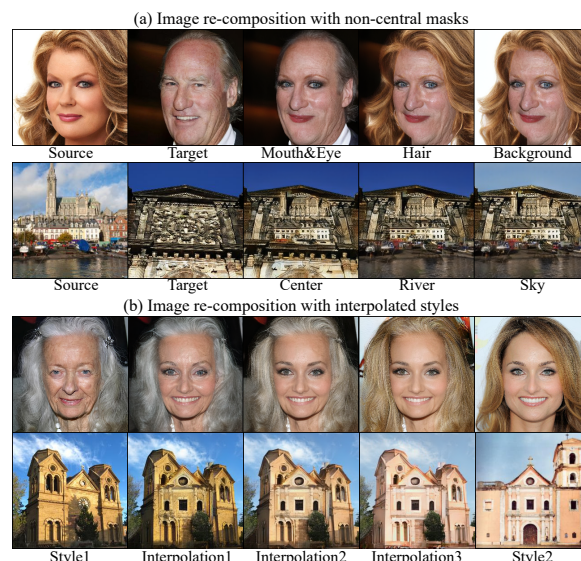 (a) Image re-composition with non-central masks
Source Target Mouth&Eye Hair Background
Source Target Center River Sky
(b) Image re-composition with interpolated styles
Style1 Interpolation1 Interpolation2 Interpolation3 Style2